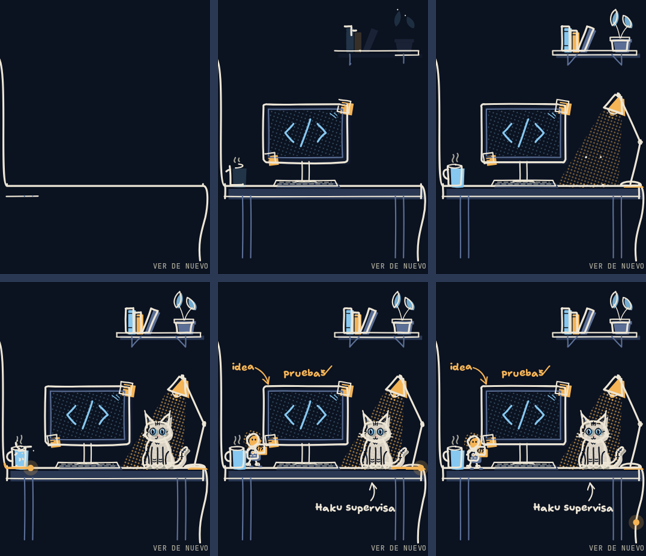 VER DE NUEVO
</>
VER DE NUEVO
</>
VER DE NUEVO
</>
VER DE NUEVO
idea
pruebas
</>
Haku supervisa
VER DE NUEVO
idea
pruebas
</>
Haku supervisa
VER DE NUEVO